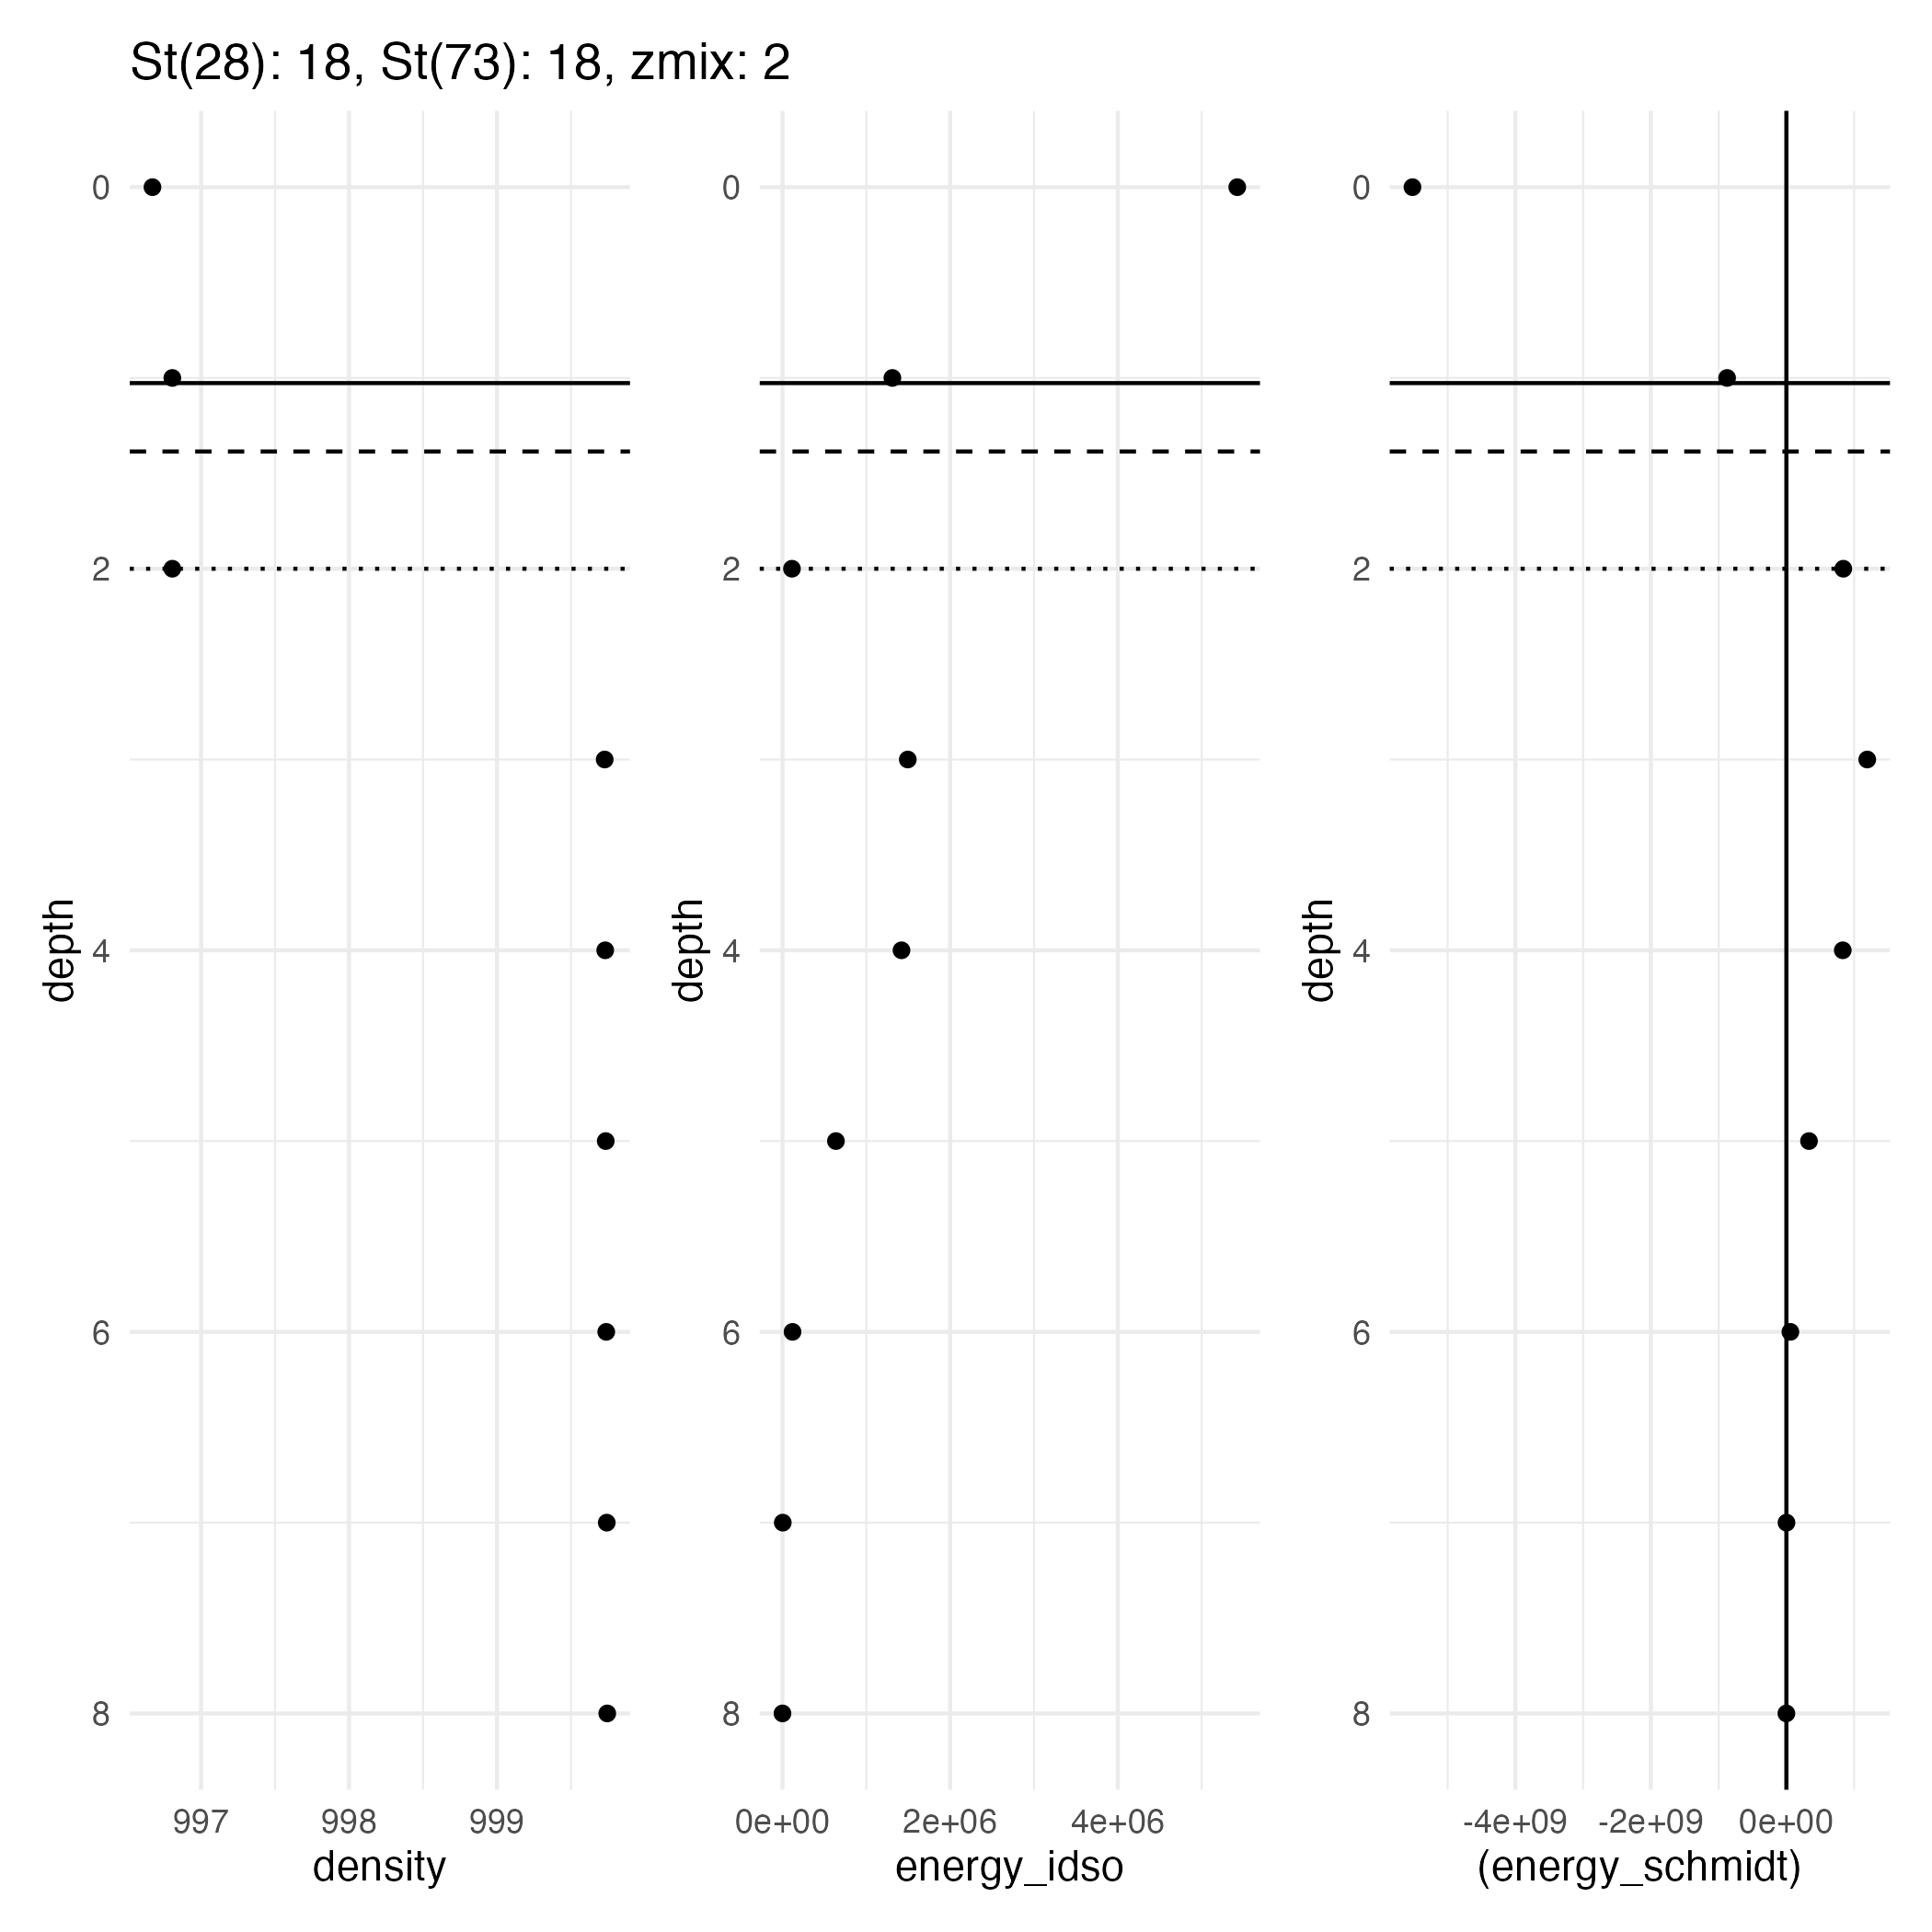 St(28): 18, St(73): 18, zmix: 2
0
2
4
6
8
depth
997 998 999
density
0
2
4
6
8
depth
0e+00 2e+06 4e+06
energy_idso
0
2
4
6
8
depth
-4e+09 -2e+09 0e+00
(energy_schmidt)